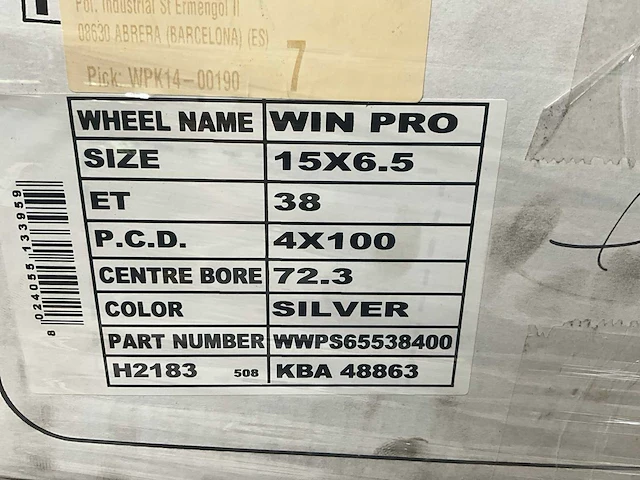 Pol. Industrial St Ermengol II
08630 ABRERA (BARCELONA) (ES)
7
Pick: WPK14-00190
WHEEL NAME WIN PRO
SIZE 15X6.5
ET 38
P.C.D. 4X100
CENTRE BORE 72.3
COLOR SILVER
PART NUMBER WWPS65538400
H2183 508 KBA 48863
8 024055 133959